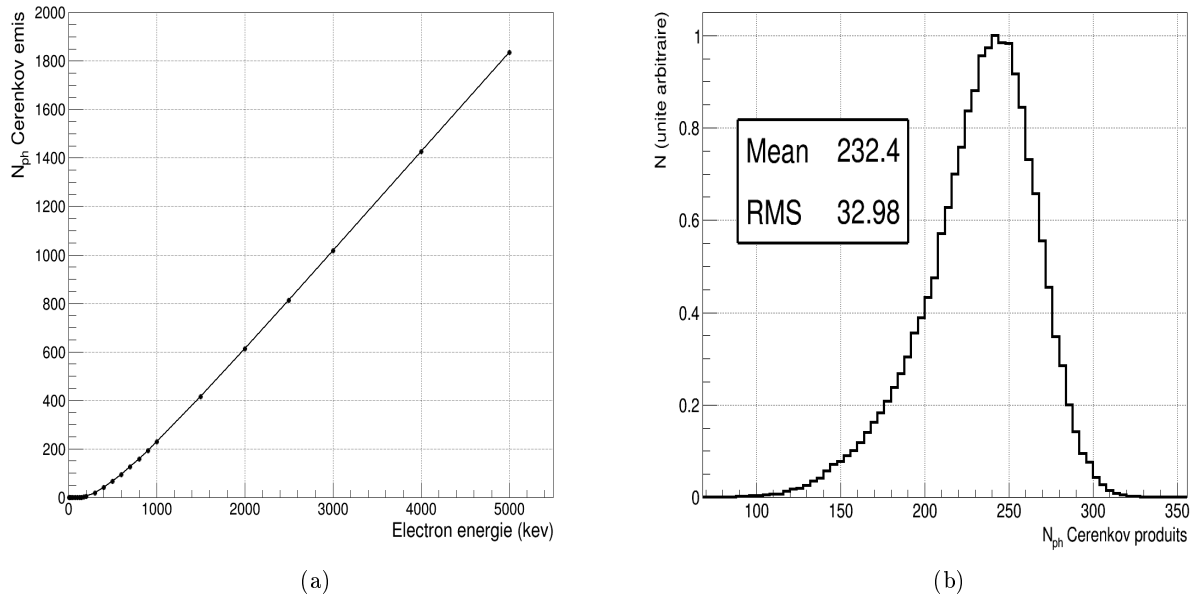 2000
1800
1600
1400
1200
1000
800
600
400
200
0
N_ph Cerenkov emis
0 1000 2000 3000 4000 5000
Electron energie (kev)
(a)
1
0.8
0.6
0.4
0.2
0
N (unite arbitraire)
Mean 232.4
RMS 32.98
100 150 200 250 300 350
N_ph Cerenkov produits
(b)